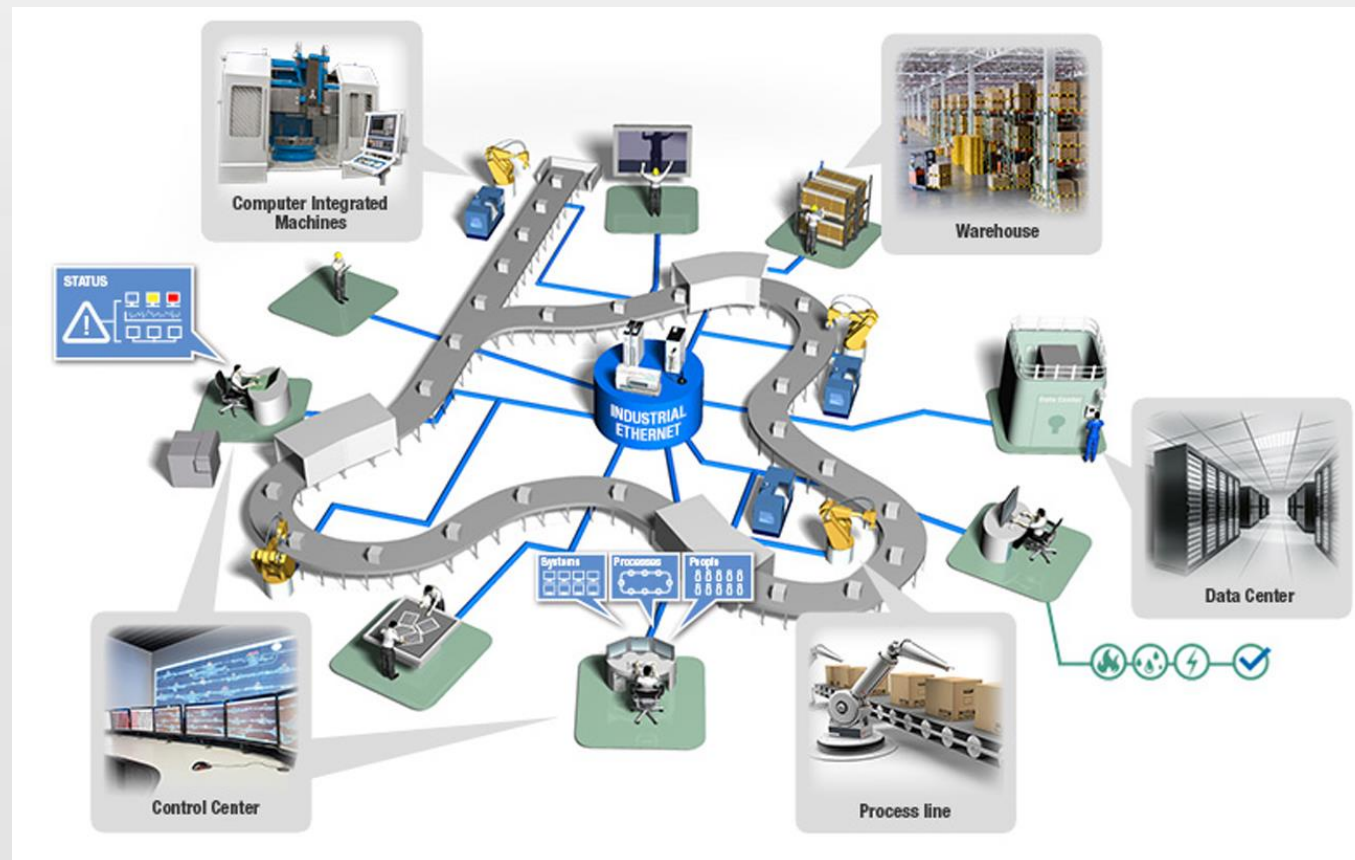 Computer Integrated
Machines
Warehouse
STATUS
INDUSTRIAL
ETHERNET
Data Center
Data Center
Systems
Processes
People
Control Center
Process line